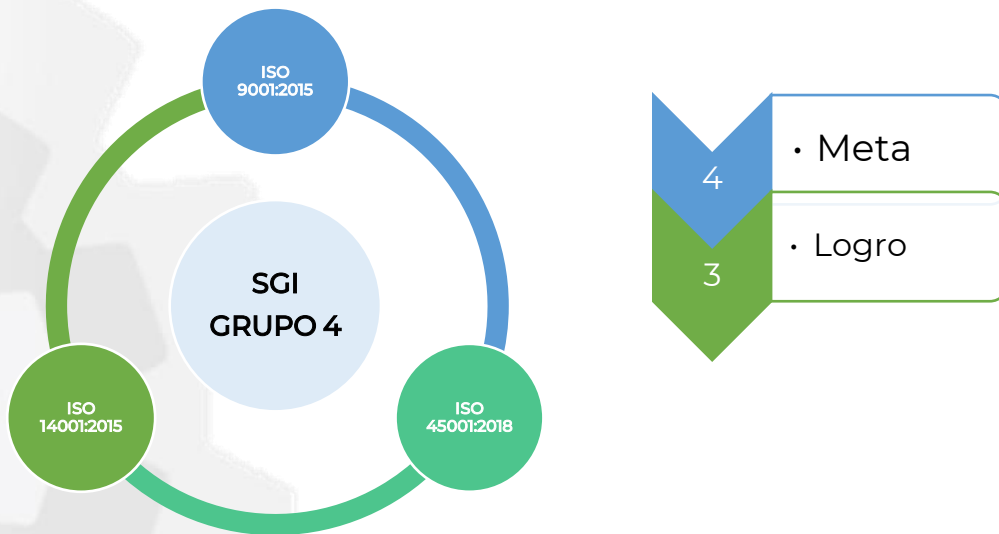 ISO
9001:2015
SGI
GRUPO 4
ISO
14001:2015
ISO
45001:2018
4
• Meta
3
• Logro